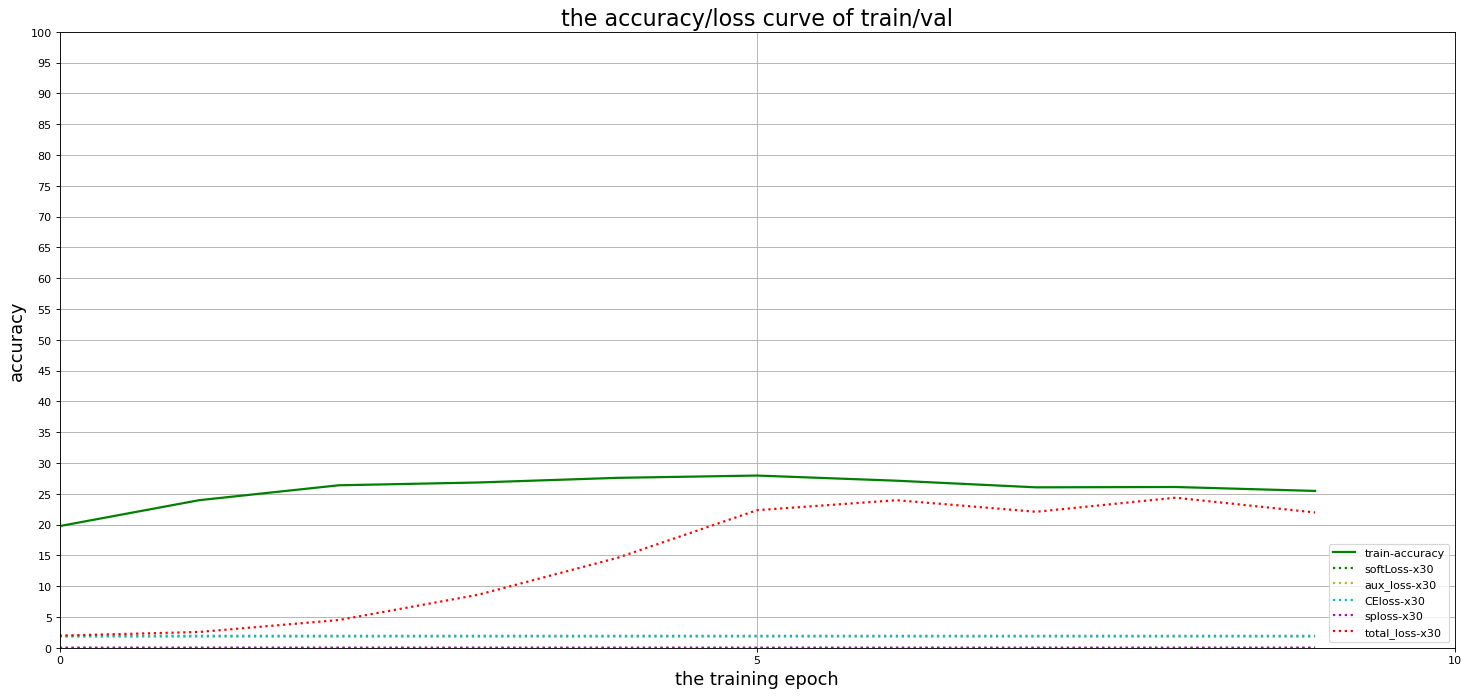 the accuracy/loss curve of train/val
100
95
90
85
80
75
70
65
60
55
50
45
40
35
30
25
20
15
10
5
0
accuracy
train-accuracy
softLoss-x30
aux_loss-x30
CEloss-x30
sploss-x30
total_loss-x30
0 5 10
the training epoch